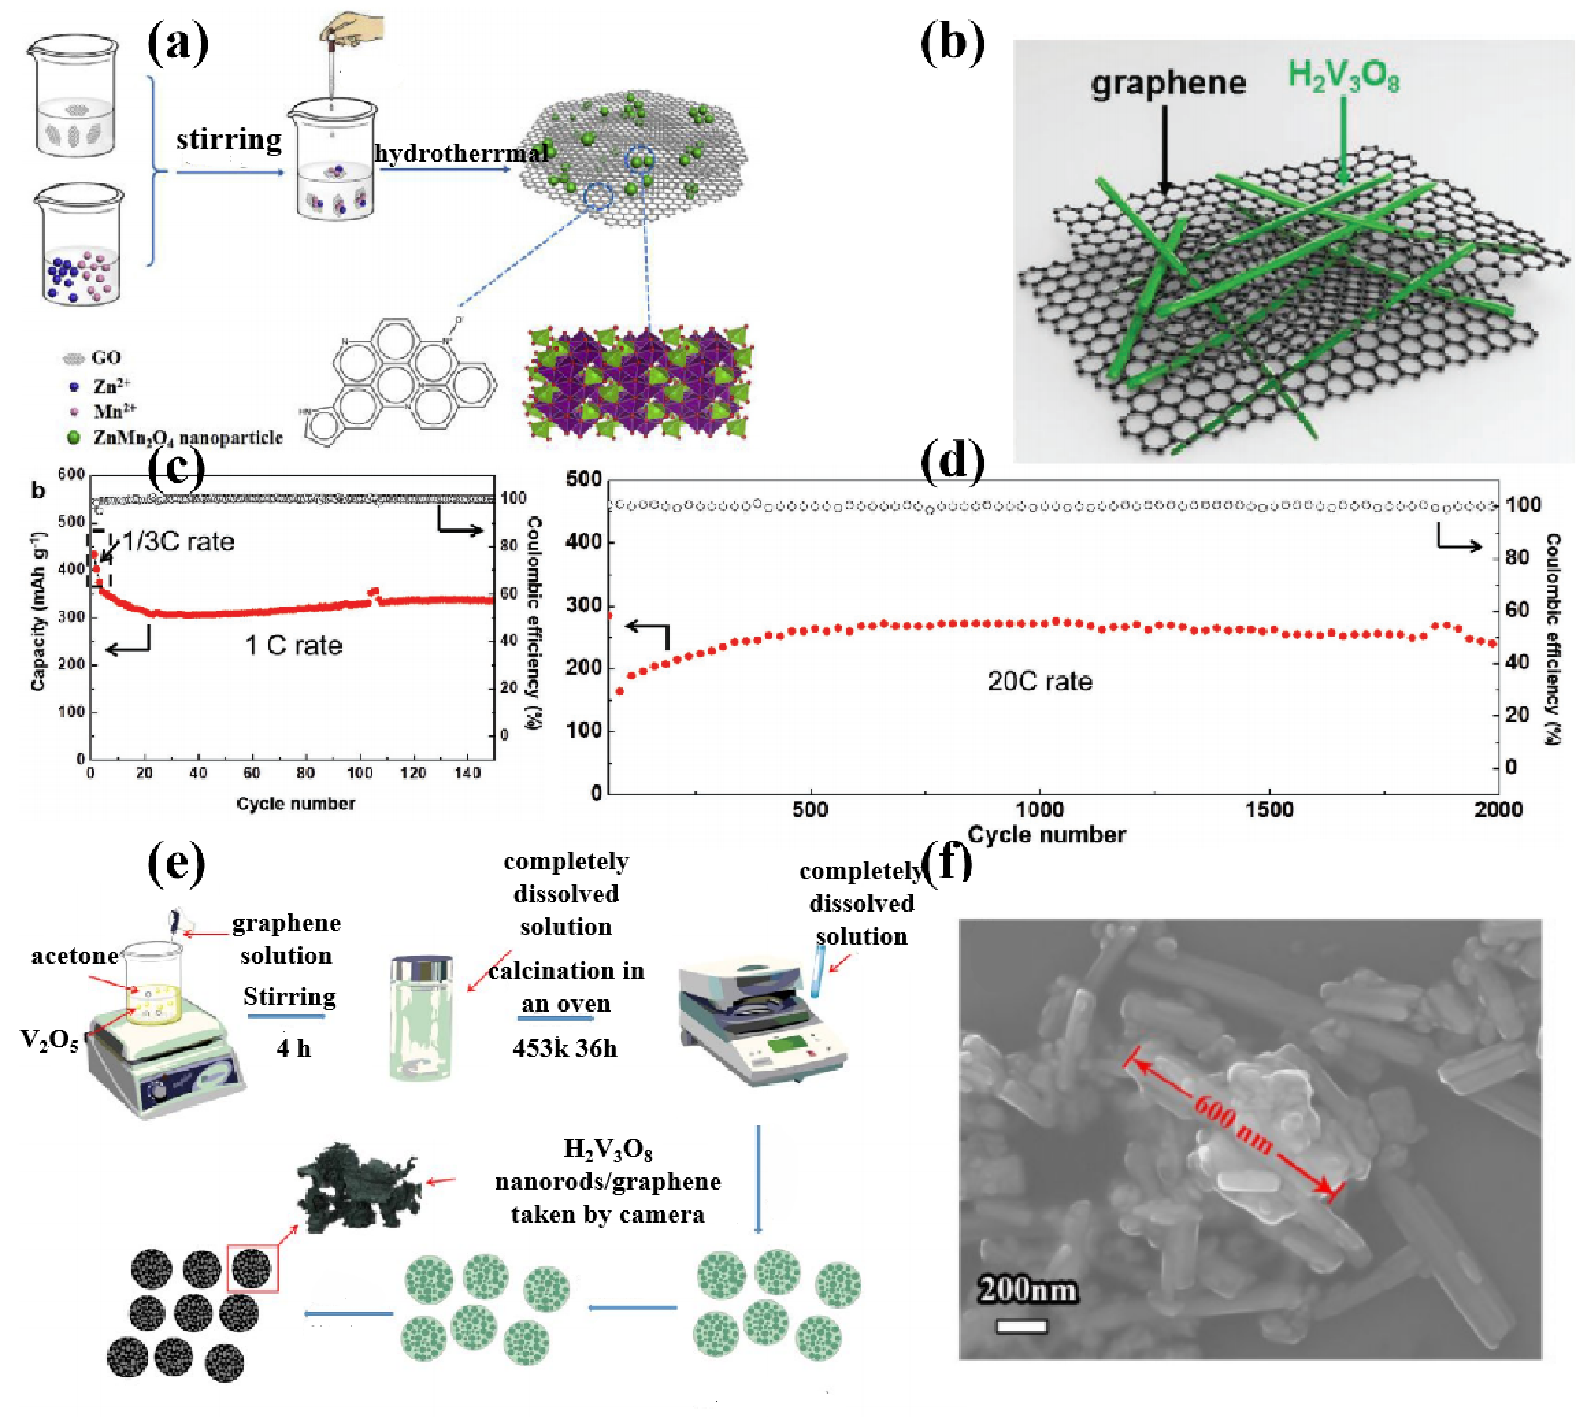 (a)
stirring
hydrotherrmal
GO
Zn²⁺
Mn²⁺
ZnMn₂O₄ nanoparticle
N
N⁺
O⁻
HN
N
(b)
graphene
H₂V₃O₈
(c)
b
1/3C rate
1 C rate
Capacity (mAh g⁻¹)
600
500
400
300
200
100
0
0 20 40 60 80 100 120 140
Cycle number
100
80
60
40
20
0
Coulombic efficiency (%)
(d)
500
400
300
200
100
0
20C rate
500 1000 1500 2000
Cycle number
100
80
60
40
20
0
Coulombic efficiency (%)
(e)
acetone
V₂O₅
graphene
solution
Stirring
4 h
completely
dissolved
solution
calcination in
an oven
453k 36h
completely
dissolved
solution
H₂V₃O₈
nanorods/graphene
taken by camera
(f)
600 nm
200nm